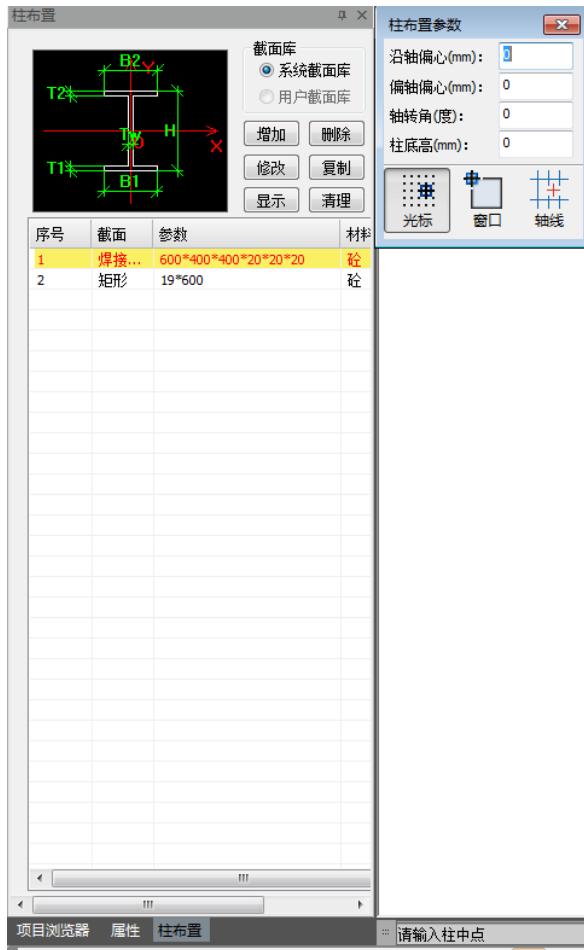 柱布置
截面库
系统截面库
用户截面库
增加 删除
修改 复制
显示 清理
B2 Y
T2
Tw H X
T1
B1
序号 截面 参数 材料
1 焊接... 600*400*400*20*20*20 砼
2 矩形 19*600 砼
项目浏览器 属性 柱布置
柱布置参数
沿轴偏心(mm): 0
偏轴偏心(mm): 0
轴转角(度): 0
柱底高(mm): 0
光标 窗口 轴线
请输入柱中点